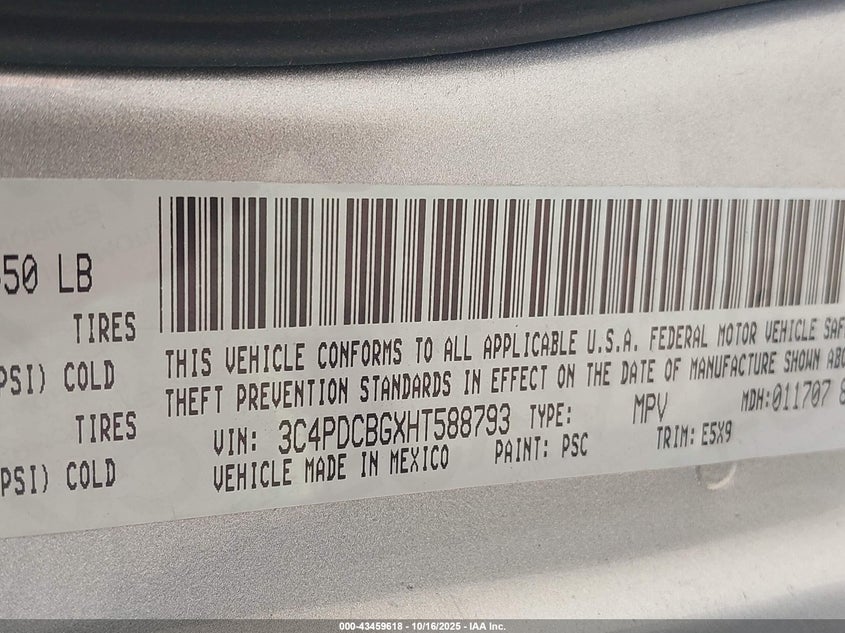 50 LB
TIRES
PSI) COLD
TIRES
PSI) COLD
THIS VEHICLE CONFORMS TO ALL APPLICABLE U.S.A. FEDERAL MOTOR VEHICLE SAF
THEFT PREVENTION STANDARDS IN EFFECT ON THE DATE OF MANUFACTURE SHOWN ABO
VIN: 3C4PDCBGXHT588793 TYPE: MPV MDH:011707 8
VEHICLE MADE IN MEXICO PAINT: PSC TRIM: E5X9
000-43459618 - 10/16/2025 - IAA Inc.